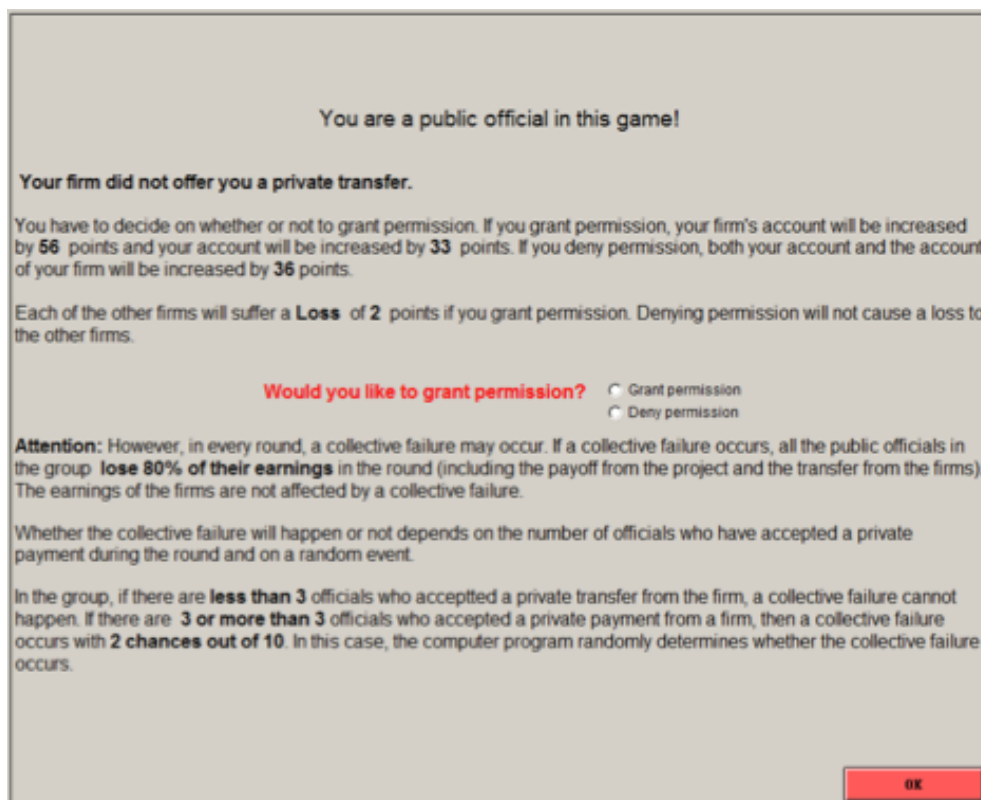 You are a public official in this game!
Your firm did not offer you a private transfer.
You have to decide on whether or not to grant permission. If you grant permission, your firm's account will be increased
by 56 points and your account will be increased by 33 points. If you deny permission, both your account and the account
of your firm will be increased by 36 points.
Each of the other firms will suffer a Loss of 2 points if you grant permission. Denying permission will not cause a loss to
the other firms.
Would you like to grant permission? Grant permission
Deny permission
Attention: However, in every round, a collective failure may occur. If a collective failure occurs, all the public officials in
the group lose 80% of their earnings in the round (including the payoff from the project and the transfer from the firms)
The earnings of the firms are not affected by a collective failure.
Whether the collective failure will happen or not depends on the number of officials who have accepted a private
payment during the round and on a random event.
In the group, if there are less than 3 officials who acceptted a private transfer from the firm, a collective failure cannot
happen. If there are 3 or more than 3 officials who accepted a private payment from a firm, then a collective failure
occurs with 2 chances out of 10. In this case, the computer program randomly determines whether the collective failure
occurs.
OK